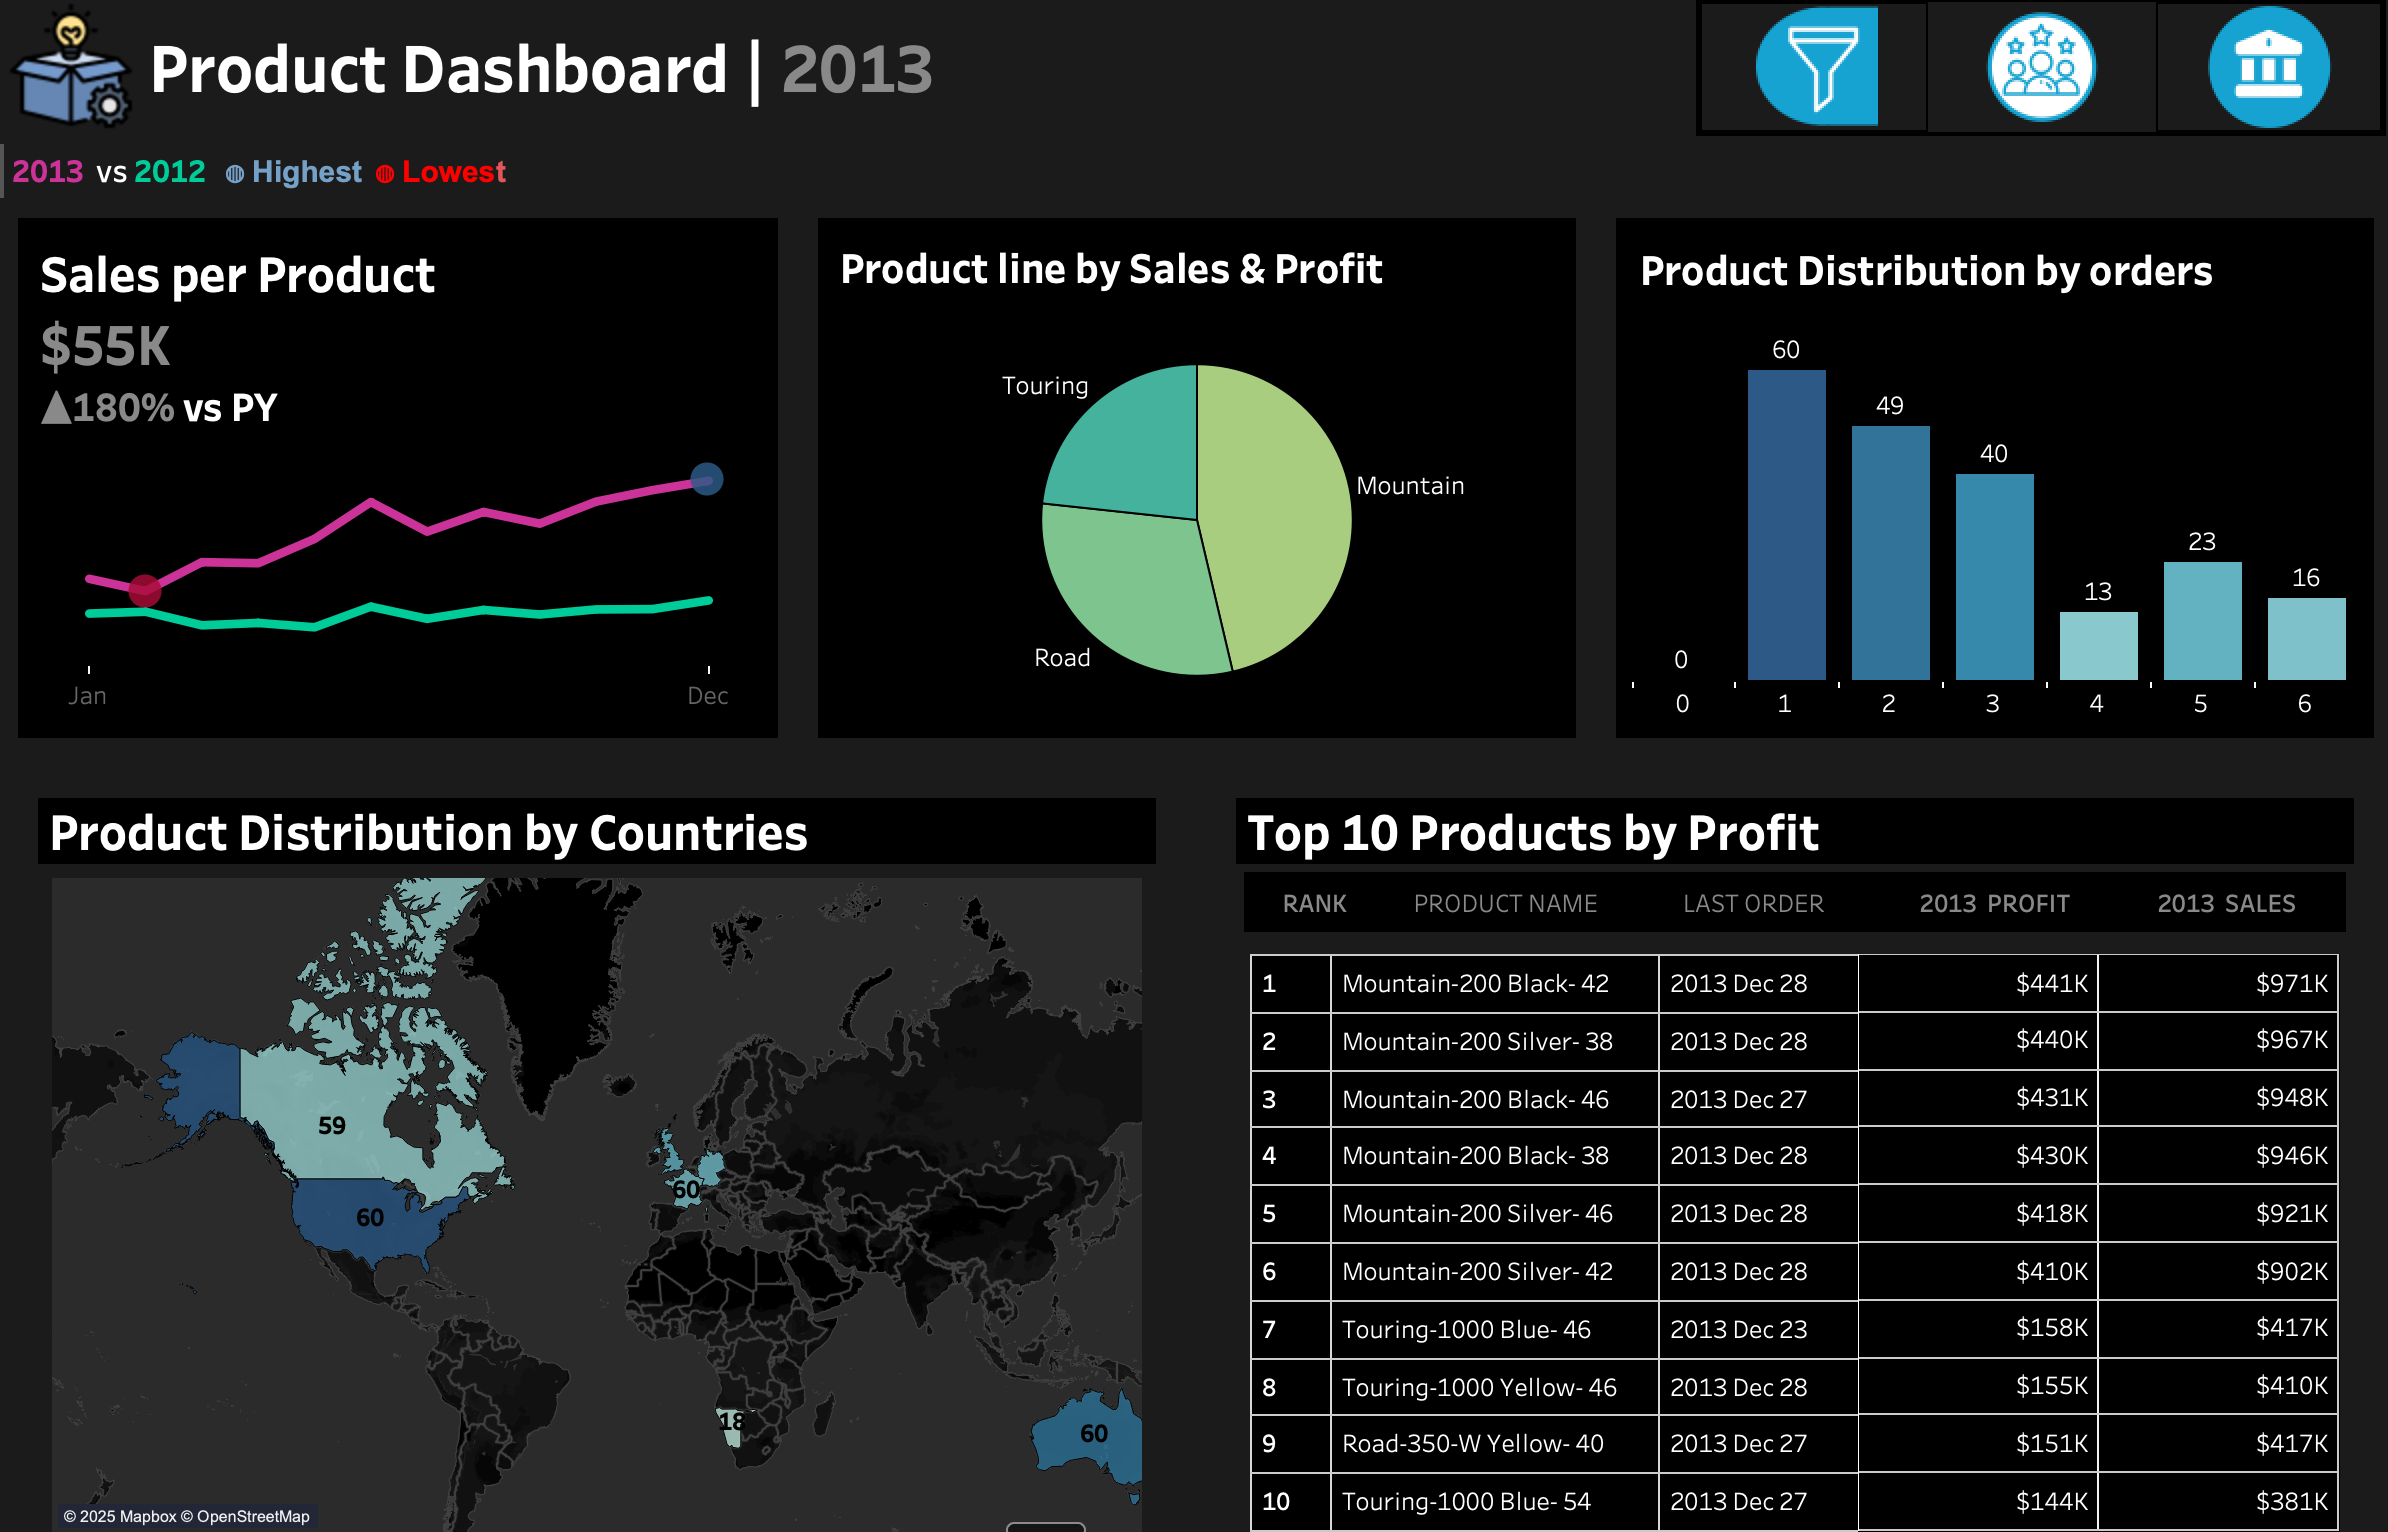 Product Dashboard | 2013
2013 vs 2012 Highest Lowest
Sales per Product
$55K
▲180% vs PY
Jan Dec
Product line by Sales & Profit
Touring
Mountain
Road
Product Distribution by orders
60
49
40
23
16
13
0
0 1 2 3 4 5 6
Product Distribution by Countries
59
60
60
18
60
© 2025 Mapbox © OpenStreetMap
Top 10 Products by Profit
RANK PRODUCT NAME LAST ORDER 2013 PROFIT 2013 SALES
1 Mountain-200 Black- 42 2013 Dec 28 $441K $971K
2 Mountain-200 Silver- 38 2013 Dec 28 $440K $967K
3 Mountain-200 Black- 46 2013 Dec 27 $431K $948K
4 Mountain-200 Black- 38 2013 Dec 28 $430K $946K
5 Mountain-200 Silver- 46 2013 Dec 28 $418K $921K
6 Mountain-200 Silver- 42 2013 Dec 28 $410K $902K
7 Touring-1000 Blue- 46 2013 Dec 23 $158K $417K
8 Touring-1000 Yellow- 46 2013 Dec 28 $155K $410K
9 Road-350-W Yellow- 40 2013 Dec 27 $151K $417K
10 Touring-1000 Blue- 54 2013 Dec 27 $144K $381K